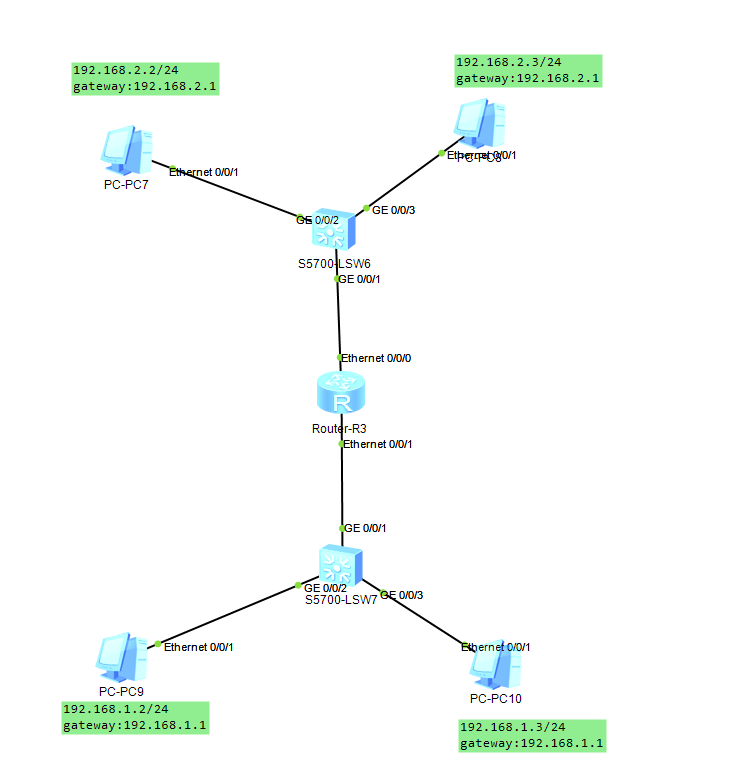 192.168.2.2/24
gateway:192.168.2.1
192.168.2.3/24
gateway:192.168.2.1
Ethernet 0/0/1
PC-PC7
Ethernet 0/0/1
PC-PC8
GE 0/0/2
GE 0/0/3
S5700-LSW6
GE 0/0/1
Ethernet 0/0/0
R
Router-R3
Ethernet 0/0/1
GE 0/0/1
GE 0/0/2
GE 0/0/3
S5700-LSW7
Ethernet 0/0/1
PC-PC9
192.168.1.2/24
gateway:192.168.1.1
Ethernet 0/0/1
PC-PC10
192.168.1.3/24
gateway:192.168.1.1